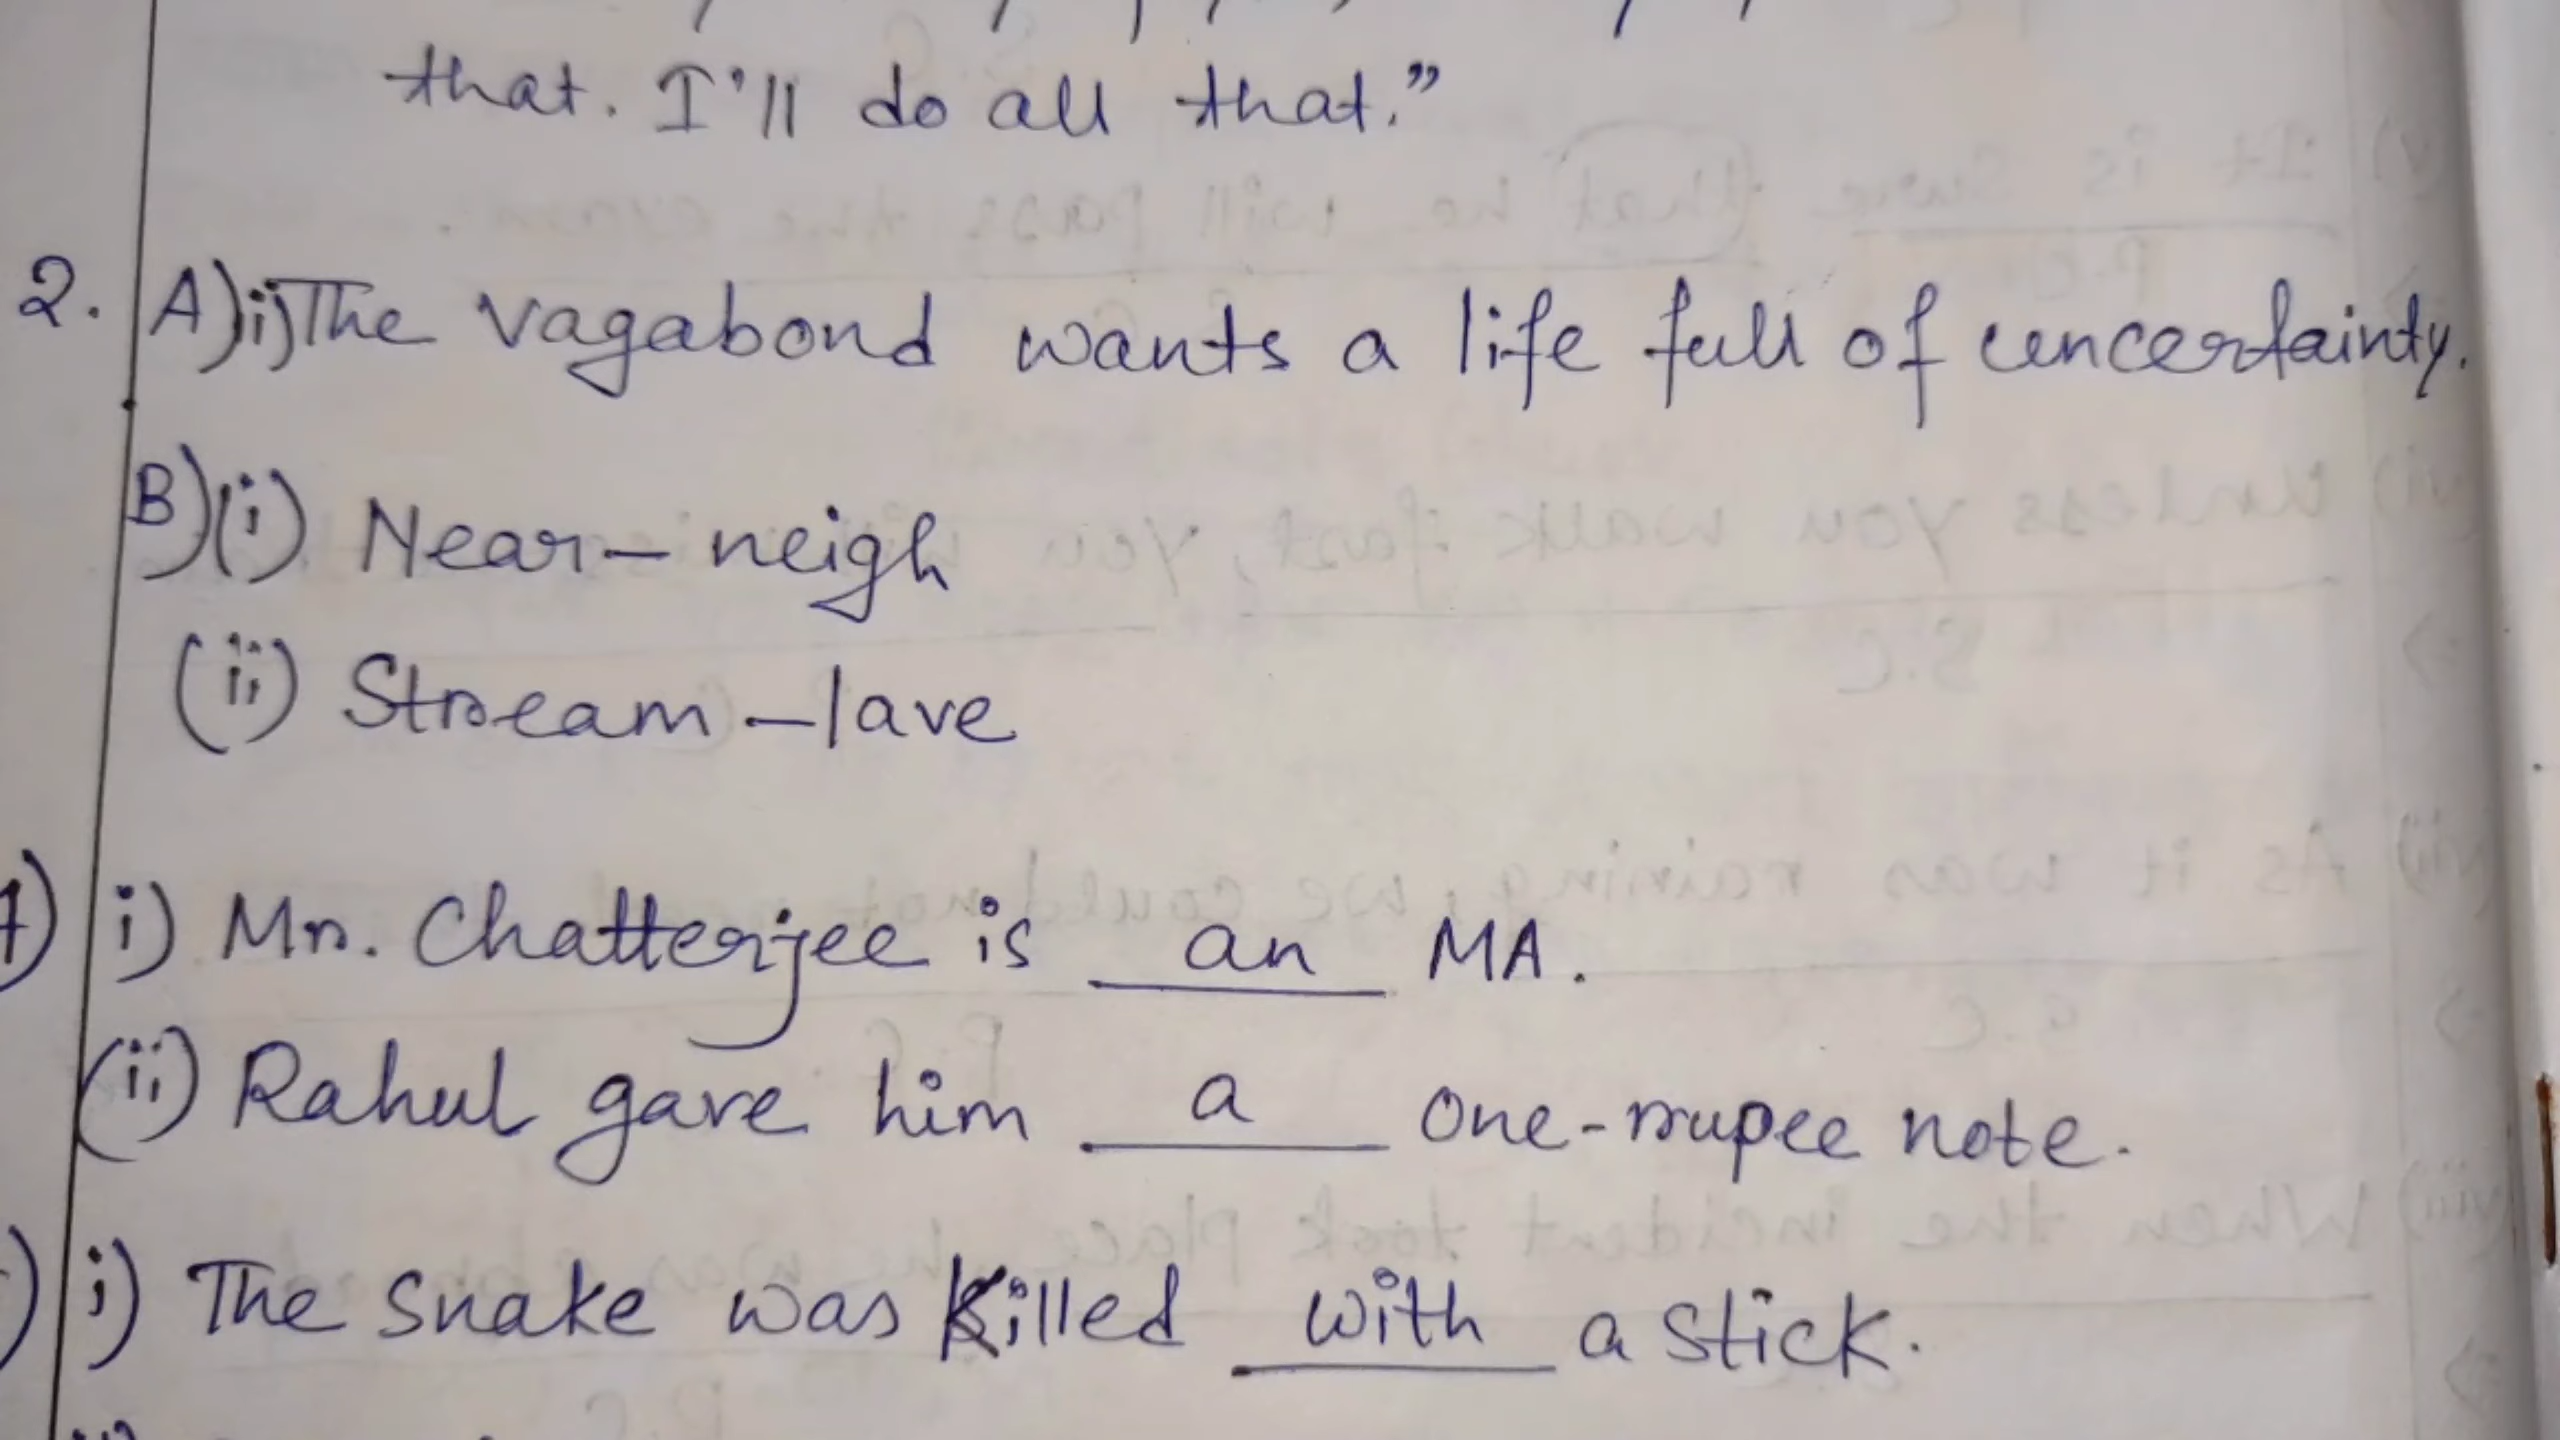 that. I'll do all that."
2. A)i)The vagabond wants a life full of uncertainty.
B)(i) Near - neigh
(ii) Stream - lave
i) Mr. Chatterjee is an MA.
(ii) Rahul gave him a one-rupee note.
i) The snake was killed with a stick.